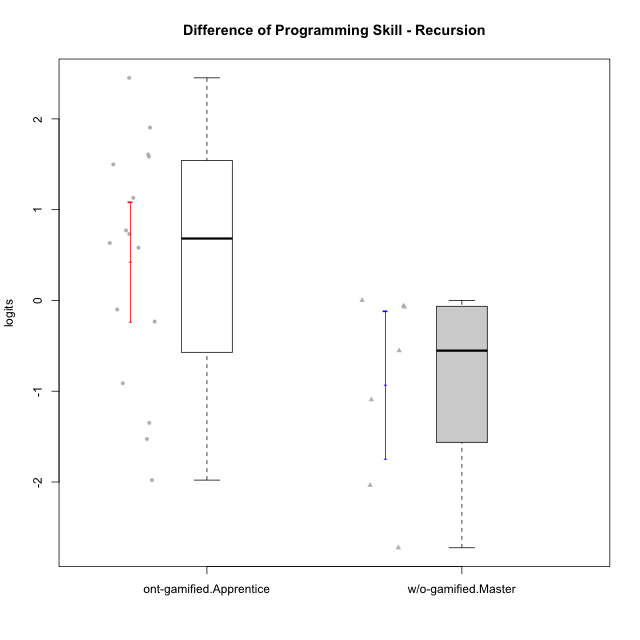 Difference of Programming Skill - Recursion
logits
2
1
0
-1
-2
ont-gamified.Apprentice
w/o-gamified.Master